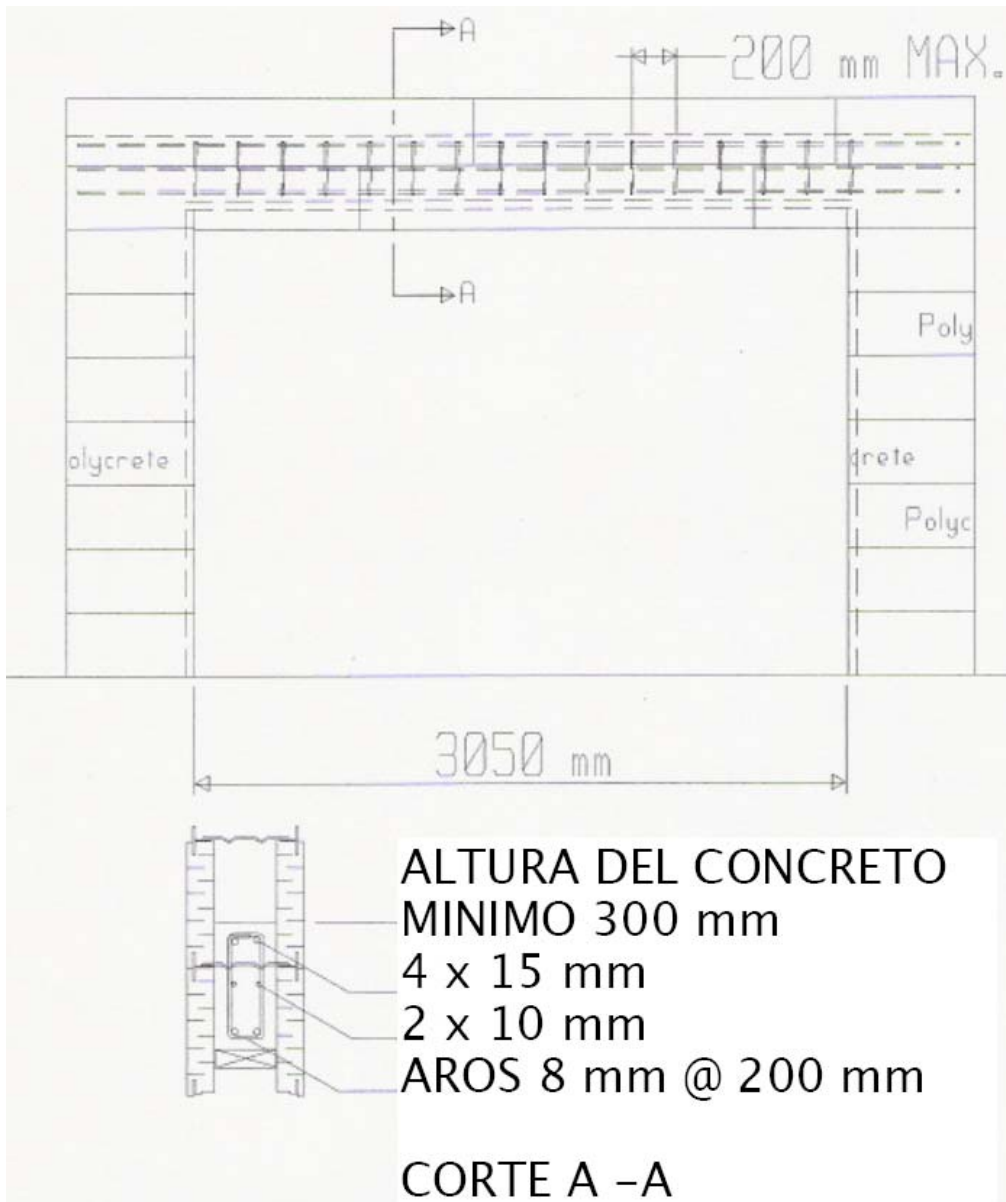 A
200 mm MAX.
A
Poly
olycrete
crete
Polyc
3050 mm
ALTURA DEL CONCRETO
MINIMO 300 mm
4 x 15 mm
2 x 10 mm
AROS 8 mm @ 200 mm
CORTE A –A